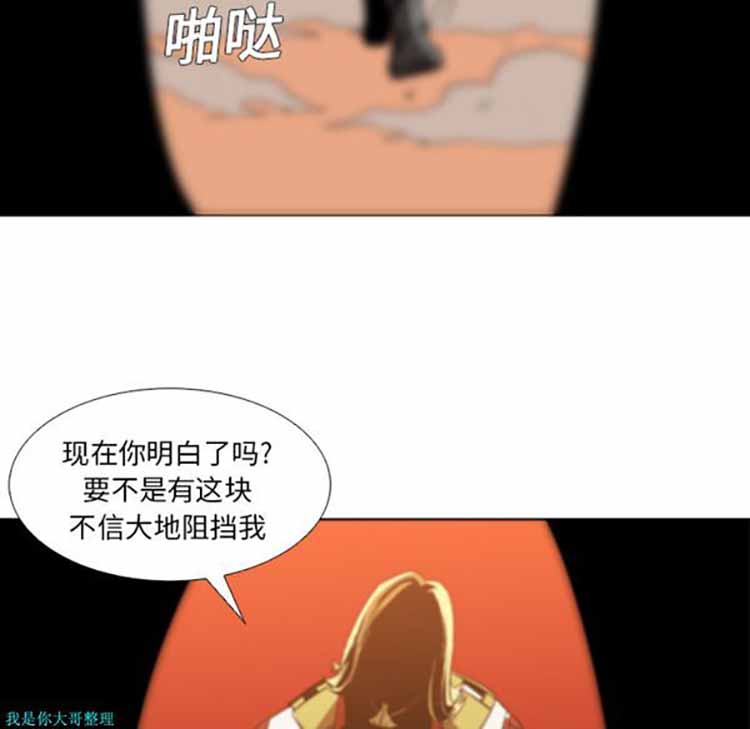 啪哒
现在你明白了吗?
要不是有这块
不信大地阻挡我
我是你大哥整理